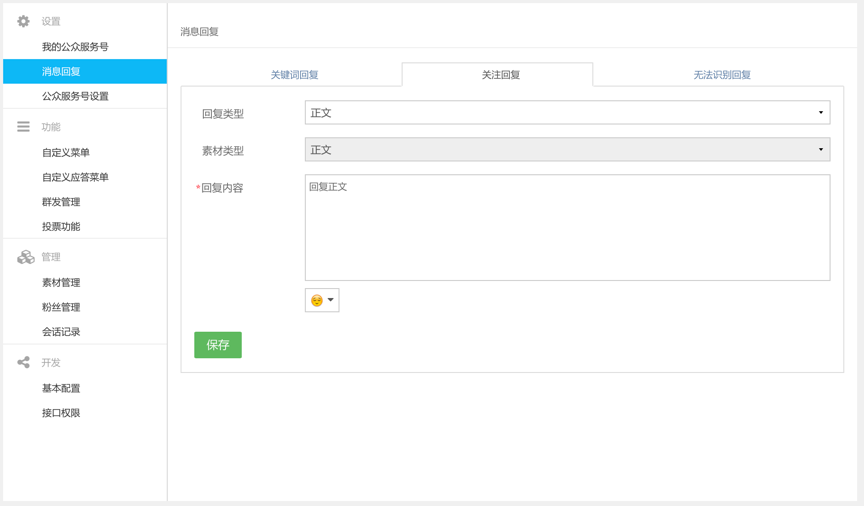 设置
我的公众服务号
消息回复
公众服务号设置
功能
自定义菜单
自定义应答菜单
群发管理
投票功能
管理
素材管理
粉丝管理
会话记录
开发
基本配置
接口权限
消息回复
关键词回复 关注回复 无法识别回复
回复类型 正文
素材类型 正文
*回复内容 回复正文
保存